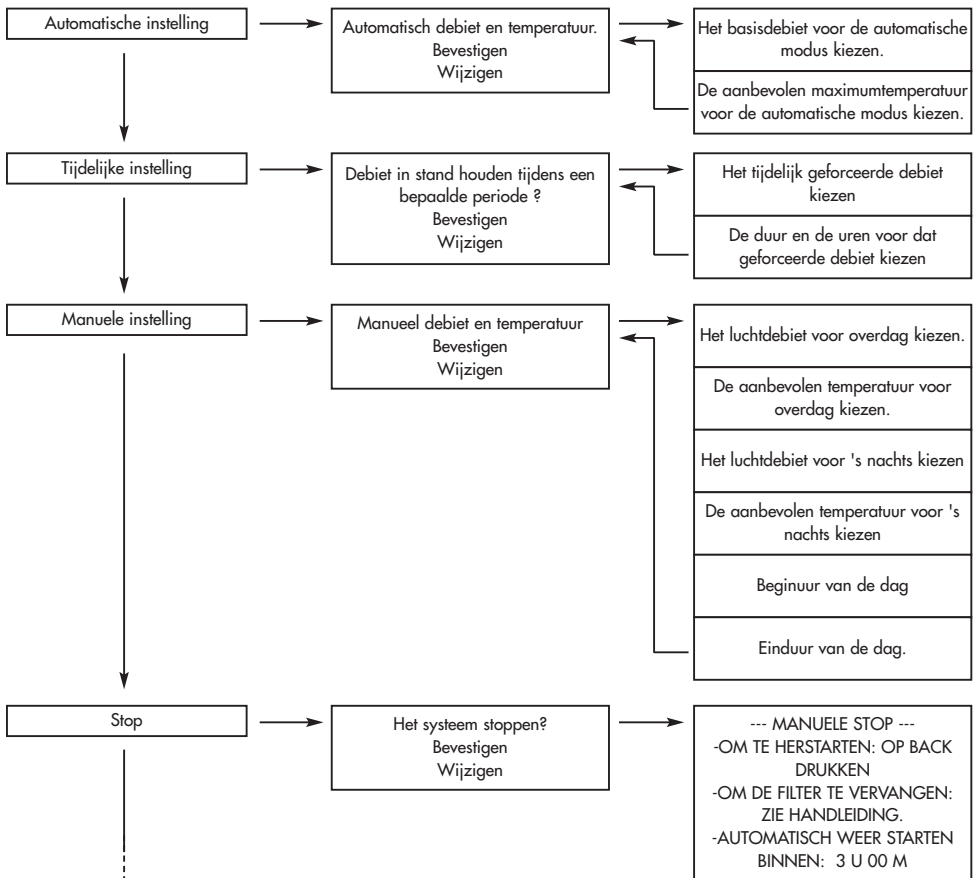 Automatische instelling
Automatisch debiet en temperatuur.
Bevestigen
Wijzigen
Het basisdebiet voor de automatische
modus kiezen.
De aanbevolen maximumtemperatuur
voor de automatische modus kiezen.
Tijdelijke instelling
Debiet in stand houden tijdens een
bepaalde periode ?
Bevestigen
Wijzigen
Het tijdelijk geforceerde debiet
kiezen
De duur en de uren voor dat
geforceerde debiet kiezen
Manuele instelling
Manueel debiet en temperatuur
Bevestigen
Wijzigen
Het luchtdebiet voor overdag kiezen.
De aanbevolen temperatuur voor
overdag kiezen.
Het luchtdebiet voor 's nachts kiezen
De aanbevolen temperatuur voor 's
nachts kiezen
Beginuur van de dag
Einduur van de dag.
Stop
Het systeem stoppen?
Bevestigen
Wijzigen
--- MANUELE STOP ---
-OM TE HERSTARTEN: OP BACK
DRUKKEN
-OM DE FILTER TE VERVANGEN:
ZIE HANDLEIDING.
-AUTOMATISCH WEER STARTEN
BINNEN: 3 U 00 M